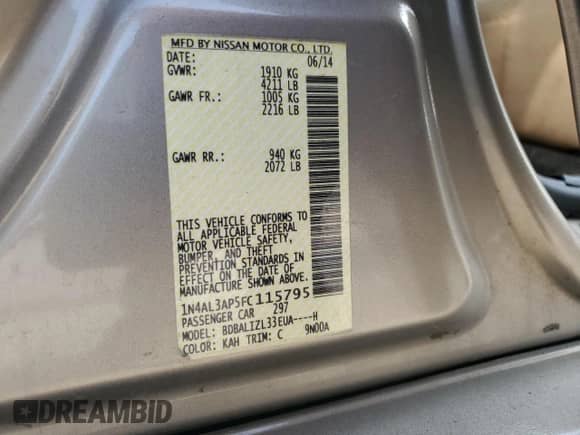 MFD BY NISSAN MOTOR CO., LTD.
DATE: 06/14
GVWR: 1910 KG
4211 LB
GAWR FR.: 1005 KG
2216 LB
GAWR RR.: 940 KG
2072 LB
THIS VEHICLE CONFORMS TO
ALL APPLICABLE FEDERAL
MOTOR VEHICLE SAFETY,
BUMPER, AND THEFT
PREVENTION STANDARDS IN
EFFECT ON THE DATE OF
MANUFACTURE SHOWN ABOVE.
1N4AL3AP5FC115795
PASSENGER CAR 297
MODEL: BDBALIZL33EUA----H
COLOR: KAH TRIM: C 9N00A
DREAMBID